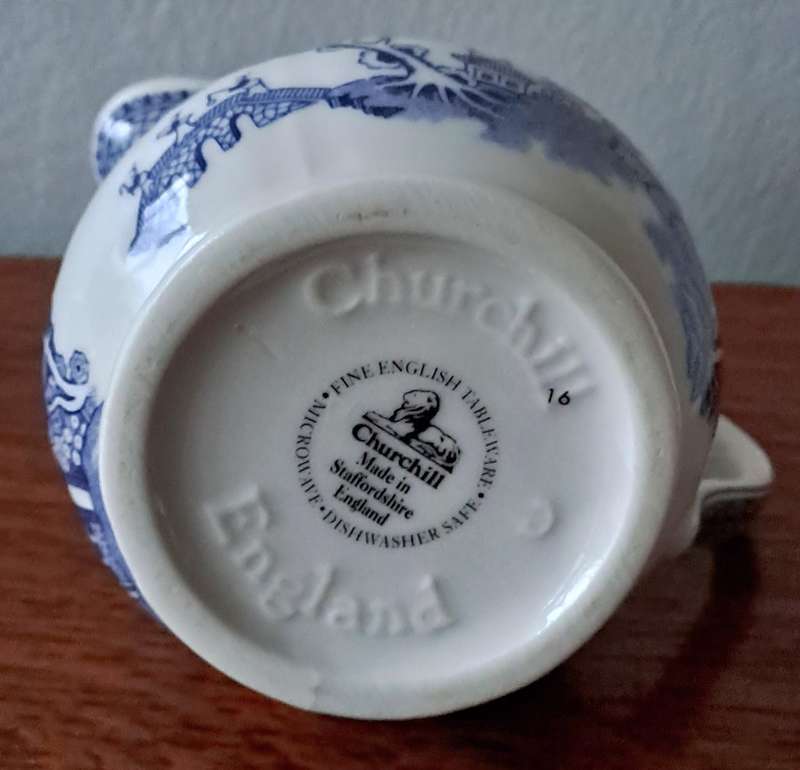 Churchill
FINE ENGLISH TABLEWARE •
DISHWASHER SAFE •
MICROWAVE •
Churchill
Made in
Staffordshire
England
16
England